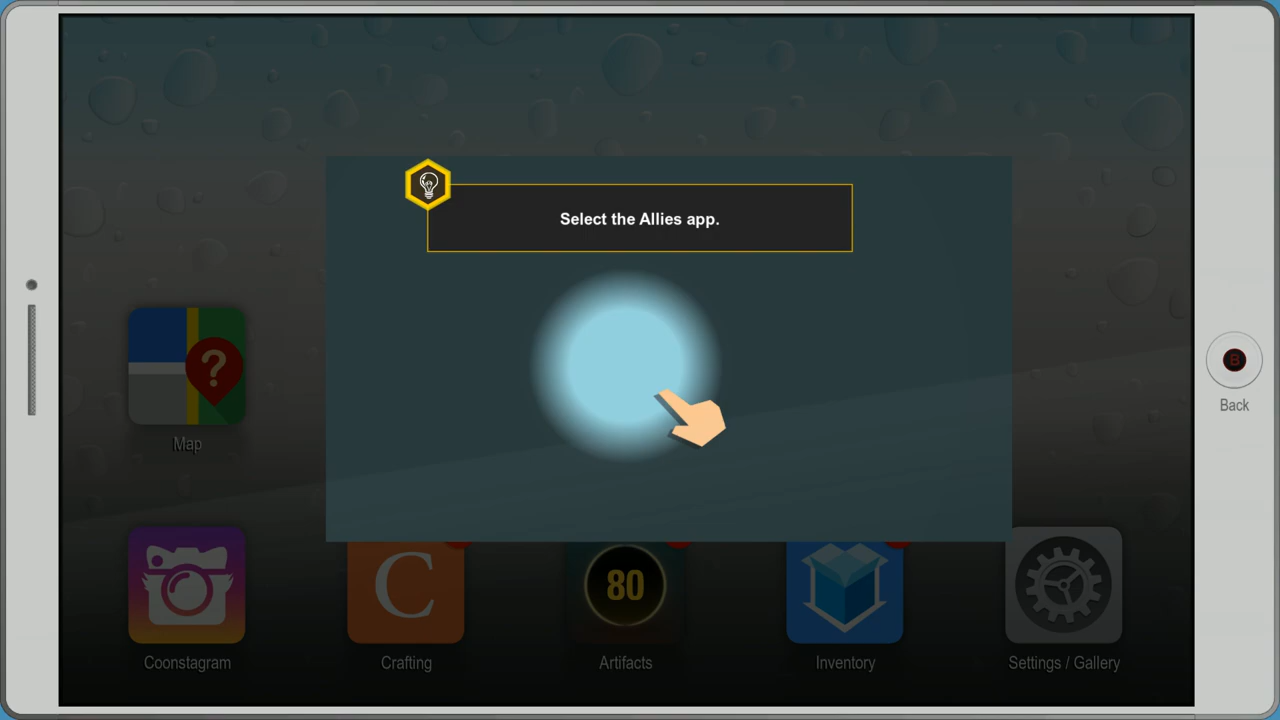 Select the Allies app.
?
Map
B
Back
C
80
Coonstagram
Crafting
Artifacts
Inventory
Settings / Gallery